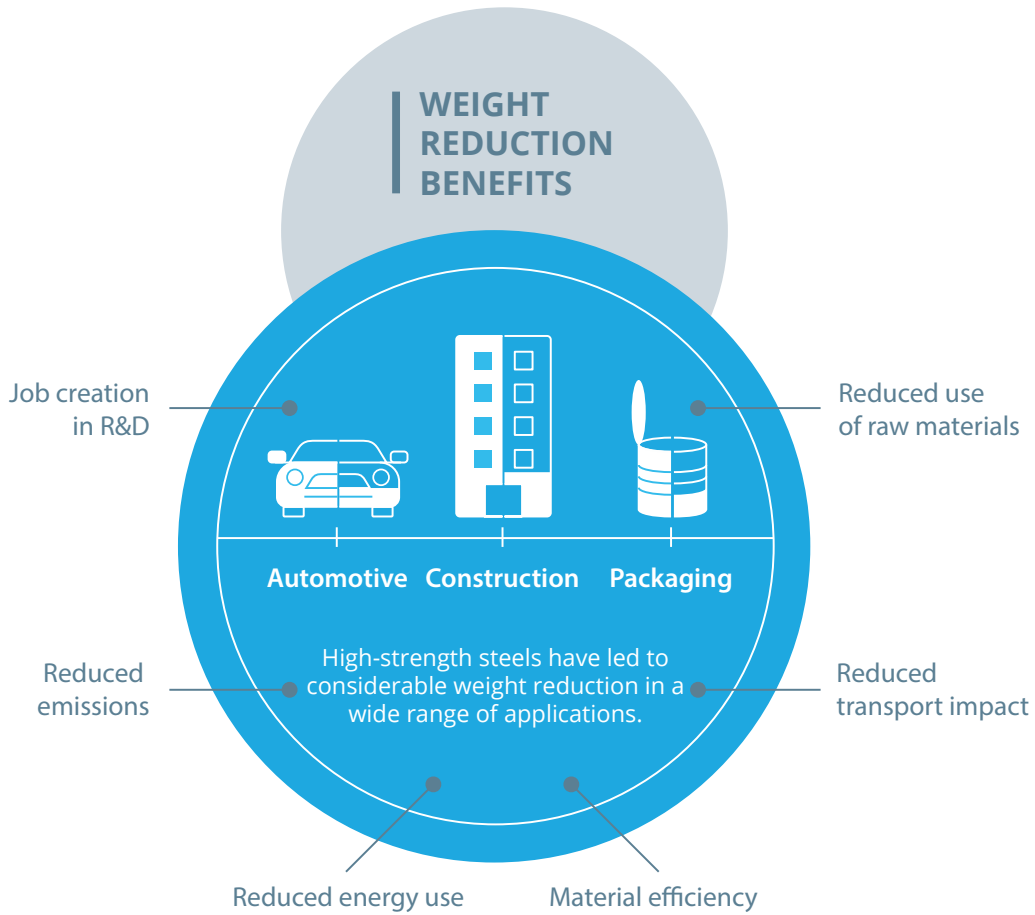 WEIGHT
REDUCTION
BENEFITS
Job creation
in R&D
Reduced use
of raw materials
Automotive
Construction
Packaging
High-strength steels have led to
considerable weight reduction in a
wide range of applications.
Reduced
emissions
Reduced
transport impact
Reduced energy use
Material efficiency